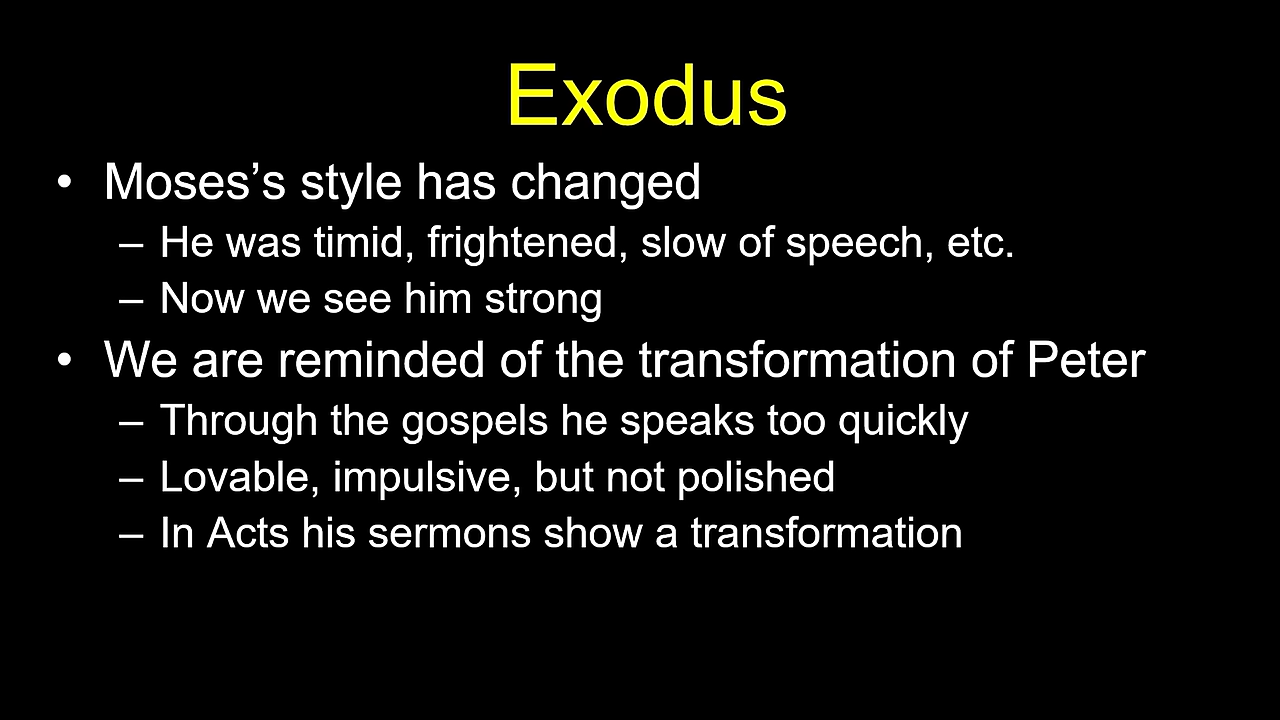 Exodus
• Moses’s style has changed
– He was timid, frightened, slow of speech, etc.
– Now we see him strong
• We are reminded of the transformation of Peter
– Through the gospels he speaks too quickly
– Lovable, impulsive, but not polished
– In Acts his sermons show a transformation